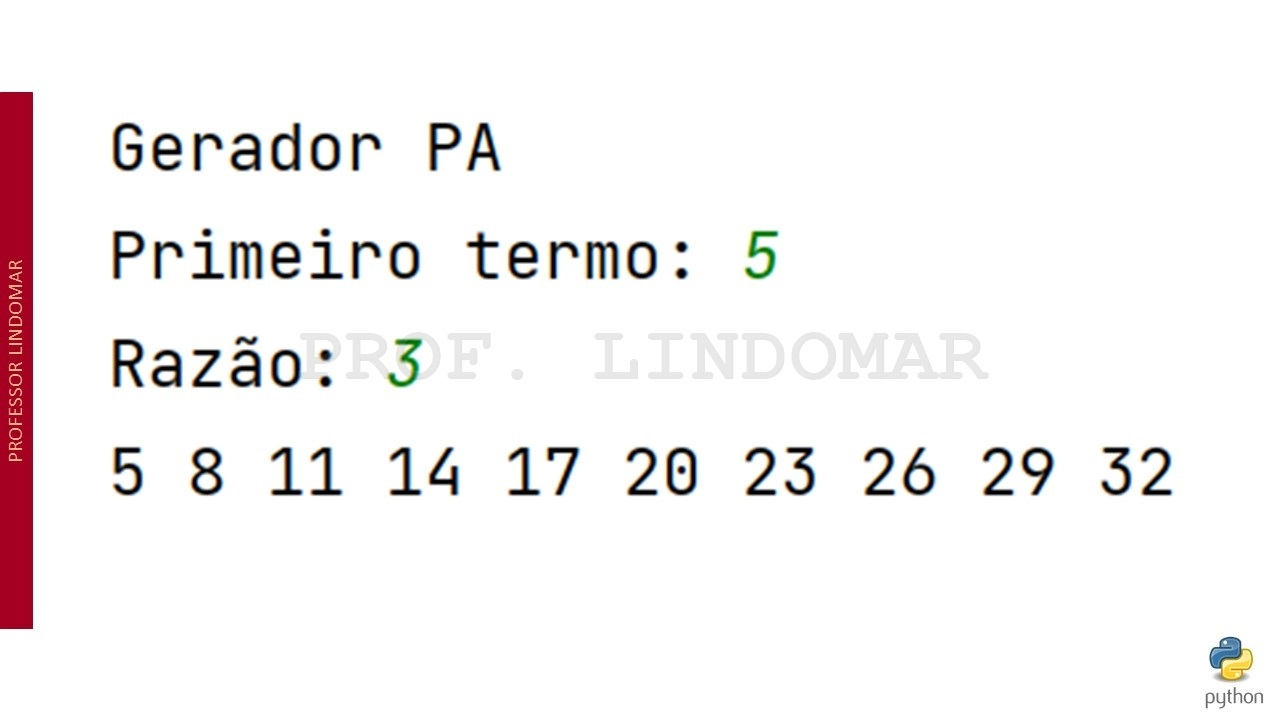 Gerador PA
Primeiro termo: 5
Razão: 3
5 8 11 14 17 20 23 26 29 32
PROF. LINDOMAR
PROFESSOR LINDOMAR
python